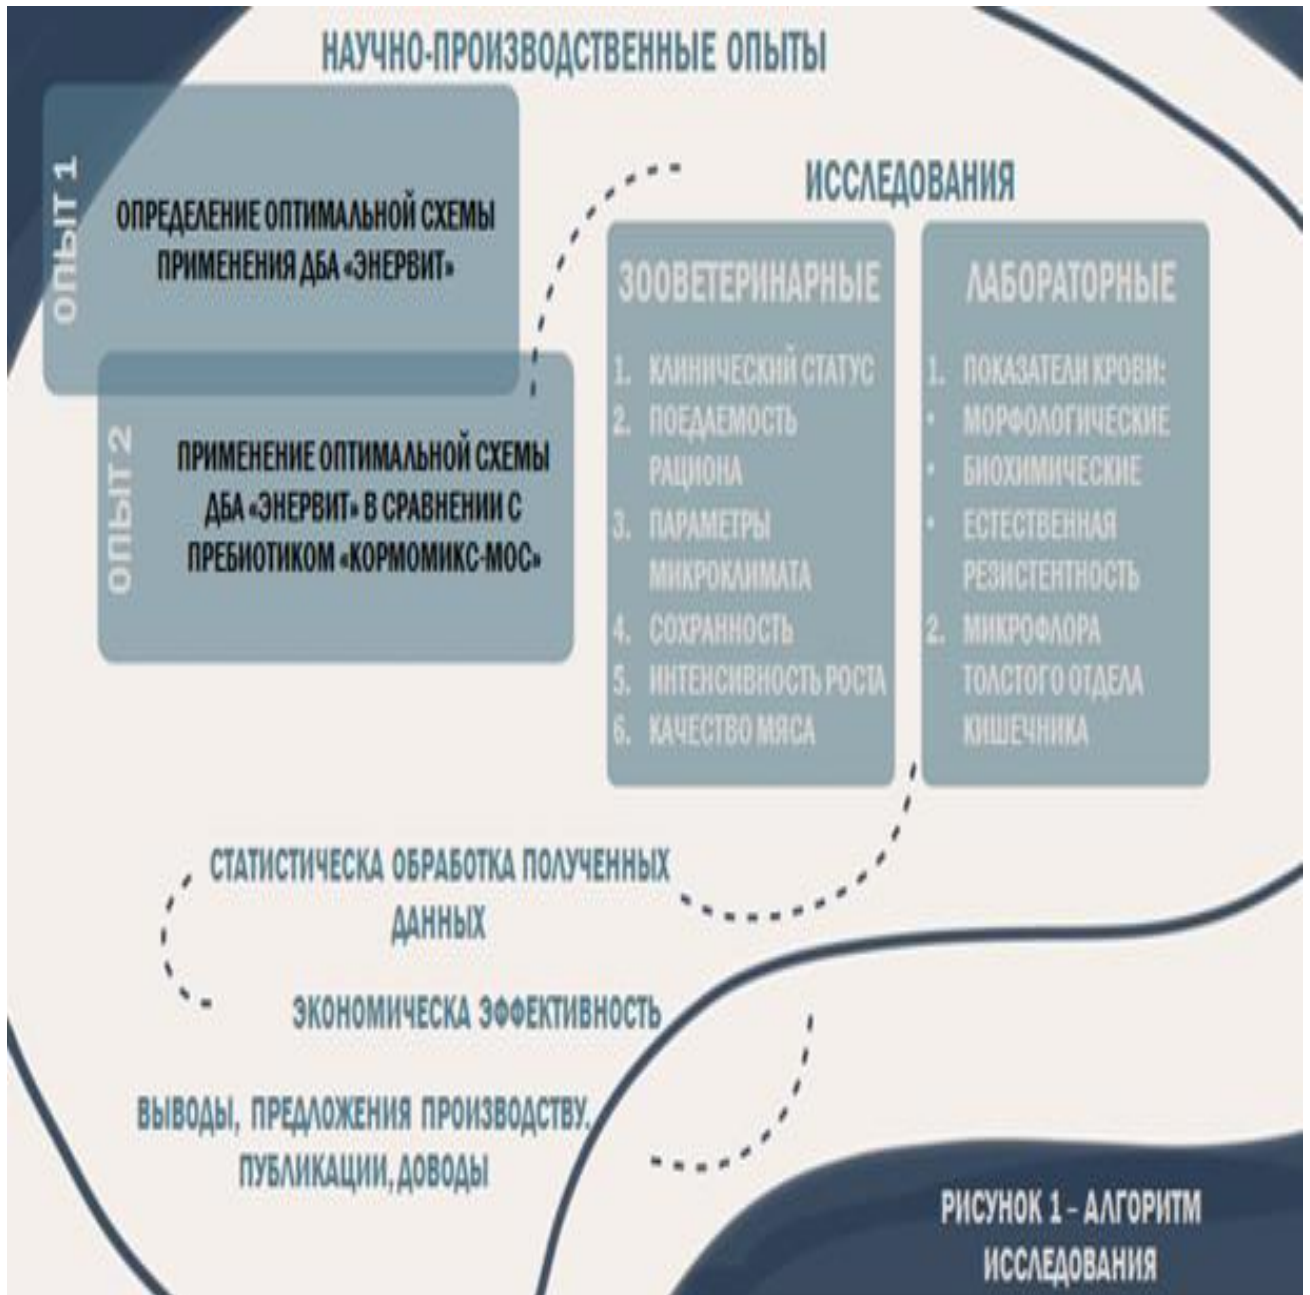 НАУЧНО-ПРОИЗВОДСТВЕННЫЕ ОПЫТЫ
ОПЫТ 1
ОПРЕДЕЛЕНИЕ ОПТИМАЛЬНОЙ СХЕМЫ
ПРИМЕНЕНИЯ ДБА «ЭНЕРВИТ»
ОПЫТ 2
ПРИМЕНЕНИЕ ОПТИМАЛЬНОЙ СХЕМЫ
ДБА «ЭНЕРВИТ» В СРАВНЕНИИ С
ПРЕБИОТИКОМ «КОРМОМИКС-МОС»
ИССЛЕДОВАНИЯ
ЗООВЕТЕРИНАРНЫЕ
1. КЛИНИЧЕСКИЙ СТАТУС
2. ПОЕДАЕМОСТЬ
РАЦИОНА
3. ПАРАМЕТРЫ
МИКРОКЛИМАТА
4. СОХРАННОСТЬ
5. ИНТЕНСИВНОСТЬ РОСТА
6. КАЧЕСТВО МЯСА
ЛАБОРАТОРНЫЕ
1. ПОКАЗАТЕЛИ КРОВИ:
• МОРФОЛОГИЧЕСКИЕ
• БИОХИМИЧЕСКИЕ
• ЕСТЕСТВЕННАЯ
РЕЗИСТЕНТНОСТЬ
2. МИКРОФЛОРА
ТОЛСТОГО ОТДЕЛА
КИШЕЧНИКА
СТАТИСТИЧЕСКА ОБРАБОТКА ПОЛУЧЕННЫХ
ДАННЫХ
ЭКОНОМИЧЕСКА ЭФФЕКТИВНОСТЬ
ВЫВОДЫ, ПРЕДЛОЖЕНИЯ ПРОИЗВОДСТВУ.
ПУБЛИКАЦИИ, ДОВОДЫ
РИСУНОК 1 – АЛГОРИТМ
ИССЛЕДОВАНИЯ